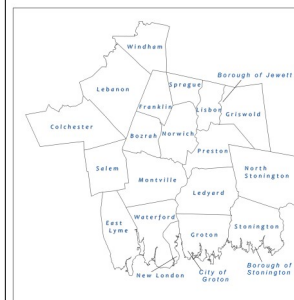 Windham
Borough of Jewett
Sprague
Lebanon
Franklin
Lisbon
Griswold
Colchester
Bozrah
Norwich
Preston
Salem
North
Stonington
Montville
Ledyard
Waterford
East
Lyme
Groton
Stonington
New London
City of
Groton
Borough of
Stonington